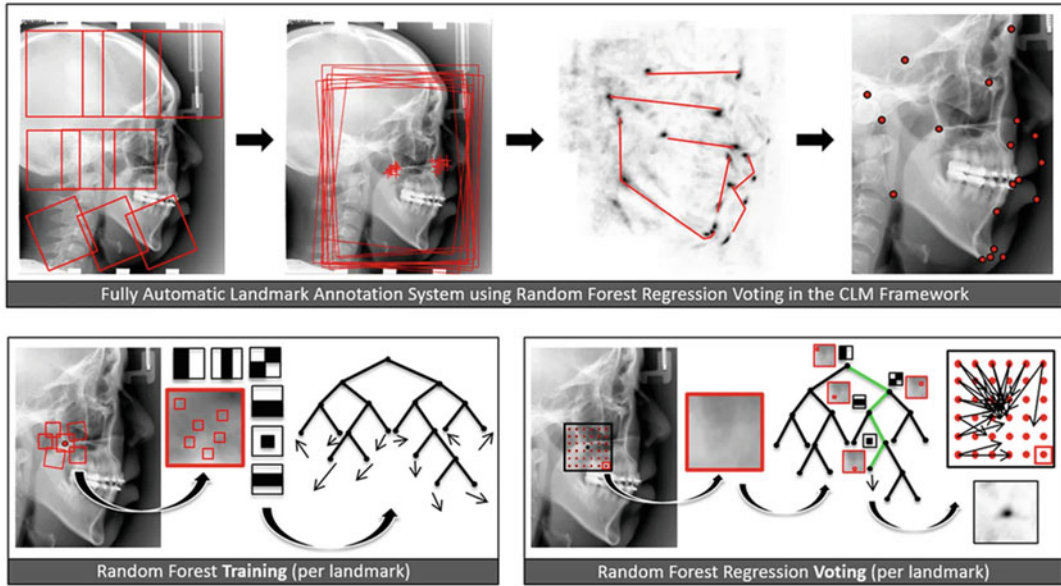 Fully Automatic Landmark Annotation System using Random Forest Regression Voting in the CLM Framework
Random Forest Training (per landmark)
Random Forest Regression Voting (per landmark)